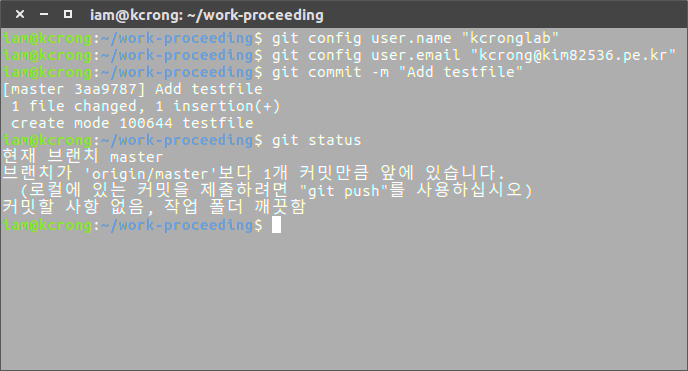 iam@kcrong: ~/work-proceeding
iam@kcrong:~/work-proceeding$ git config user.name "kcronglab"
iam@kcrong:~/work-proceeding$ git config user.email "kcrong@kim82536.pe.kr"
iam@kcrong:~/work-proceeding$ git commit -m "Add testfile"
[master 3aa9787] Add testfile
 1 file changed, 1 insertion(+)
 create mode 100644 testfile
iam@kcrong:~/work-proceeding$ git status
현재 브랜치 master
브랜치가 'origin/master'보다 1개 커밋만큼 앞에 있습니다.
  (로컬에 있는 커밋을 제출하려면 "git push"를 사용하십시오)
커밋할 사항 없음, 작업 폴더 깨끗함
iam@kcrong:~/work-proceeding$